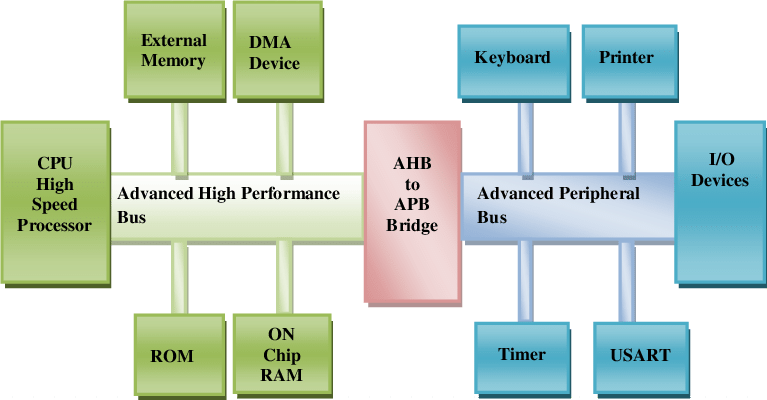 External
Memory
DMA
Device
Keyboard
Printer
CPU
High
Speed
Processor
Advanced High Performance
Bus
AHB
to
APB
Bridge
Advanced Peripheral
Bus
I/O
Devices
ROM
ON
Chip
RAM
Timer
USART